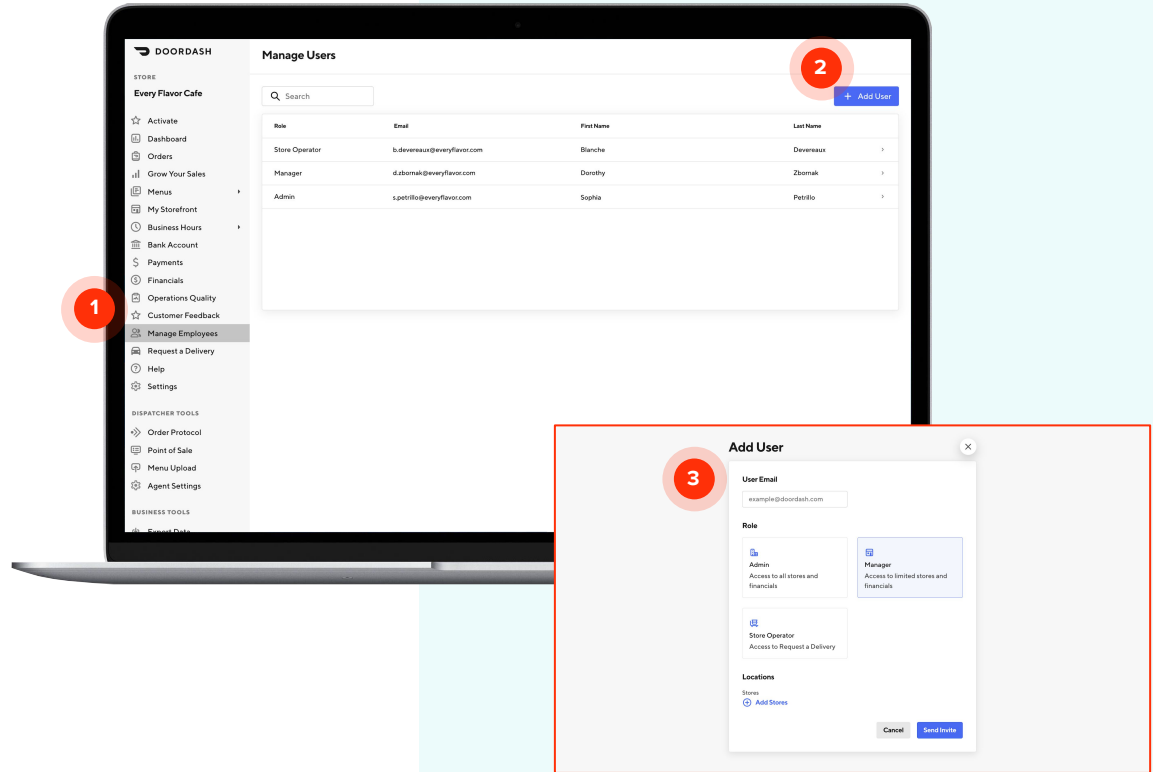 DOORDASH
STORE
Every Flavor Cafe
Activate
Dashboard
Orders
Grow Your Sales
Menus
My Storefront
Business Hours
Bank Account
Payments
Financials
Operations Quality
Customer Feedback
Manage Employees
Request a Delivery
Help
Settings
DISPATCHER TOOLS
Order Protocol
Point of Sale
Menu Upload
Agent Settings
BUSINESS TOOLS
Export Data
1
Manage Users
2
Search
+ Add User
Role Email First Name Last Name
Store Operator b.devereaux@everyflavor.com Blanche Devereaux
Manager d.zbornak@everyflavor.com Dorothy Zbornak
Admin s.petrillo@everyflavor.com Sophia Petrillo
3
Add User
User Email
example@doordash.com
Role
Admin
Access to all stores and
financials
Manager
Access to limited stores and
financials
Store Operator
Access to Request a Delivery
Locations
Stores
Add Stores
Cancel Send Invite